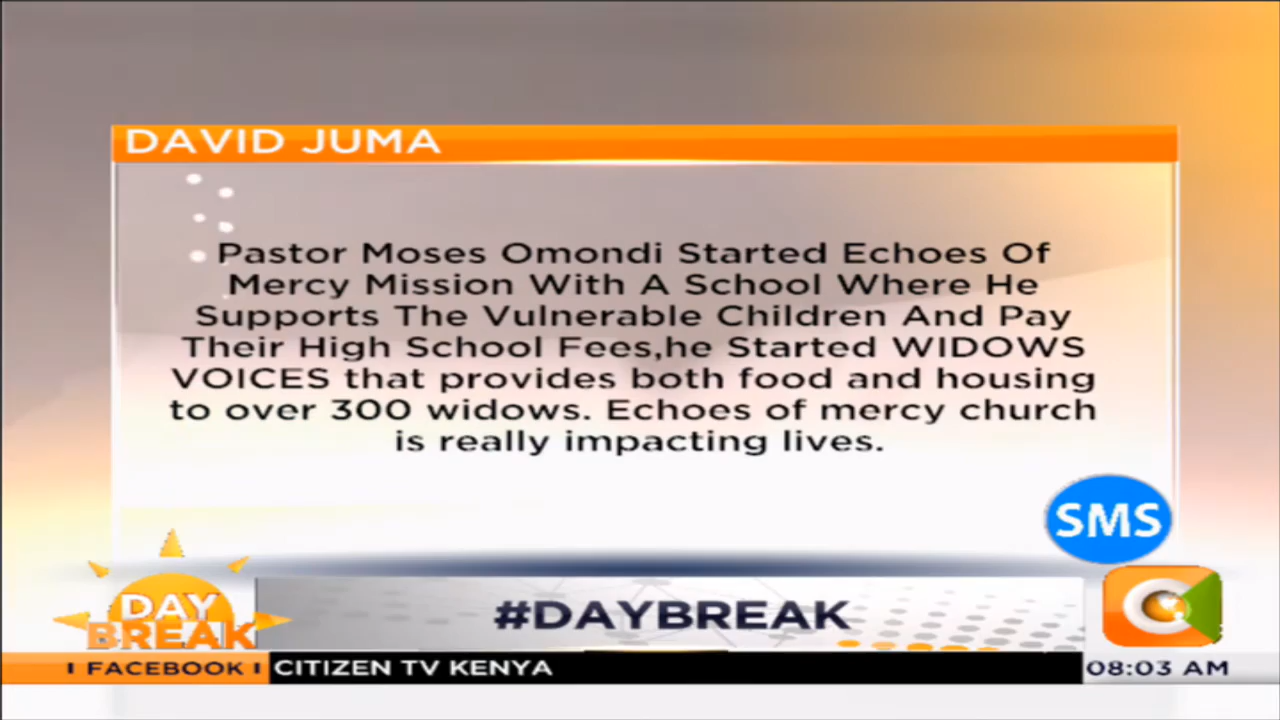 DAVID JUMA
Pastor Moses Omondi Started Echoes Of
Mercy Mission With A School Where He
Supports The Vulnerable Children And Pay
Their High School Fees,he Started WIDOWS
VOICES that provides both food and housing
to over 300 widows. Echoes of mercy church
is really impacting lives.
SMS
DAY
BREAK
#DAYBREAK
FACEBOOK
CITIZEN TV KENYA
08:03 AM